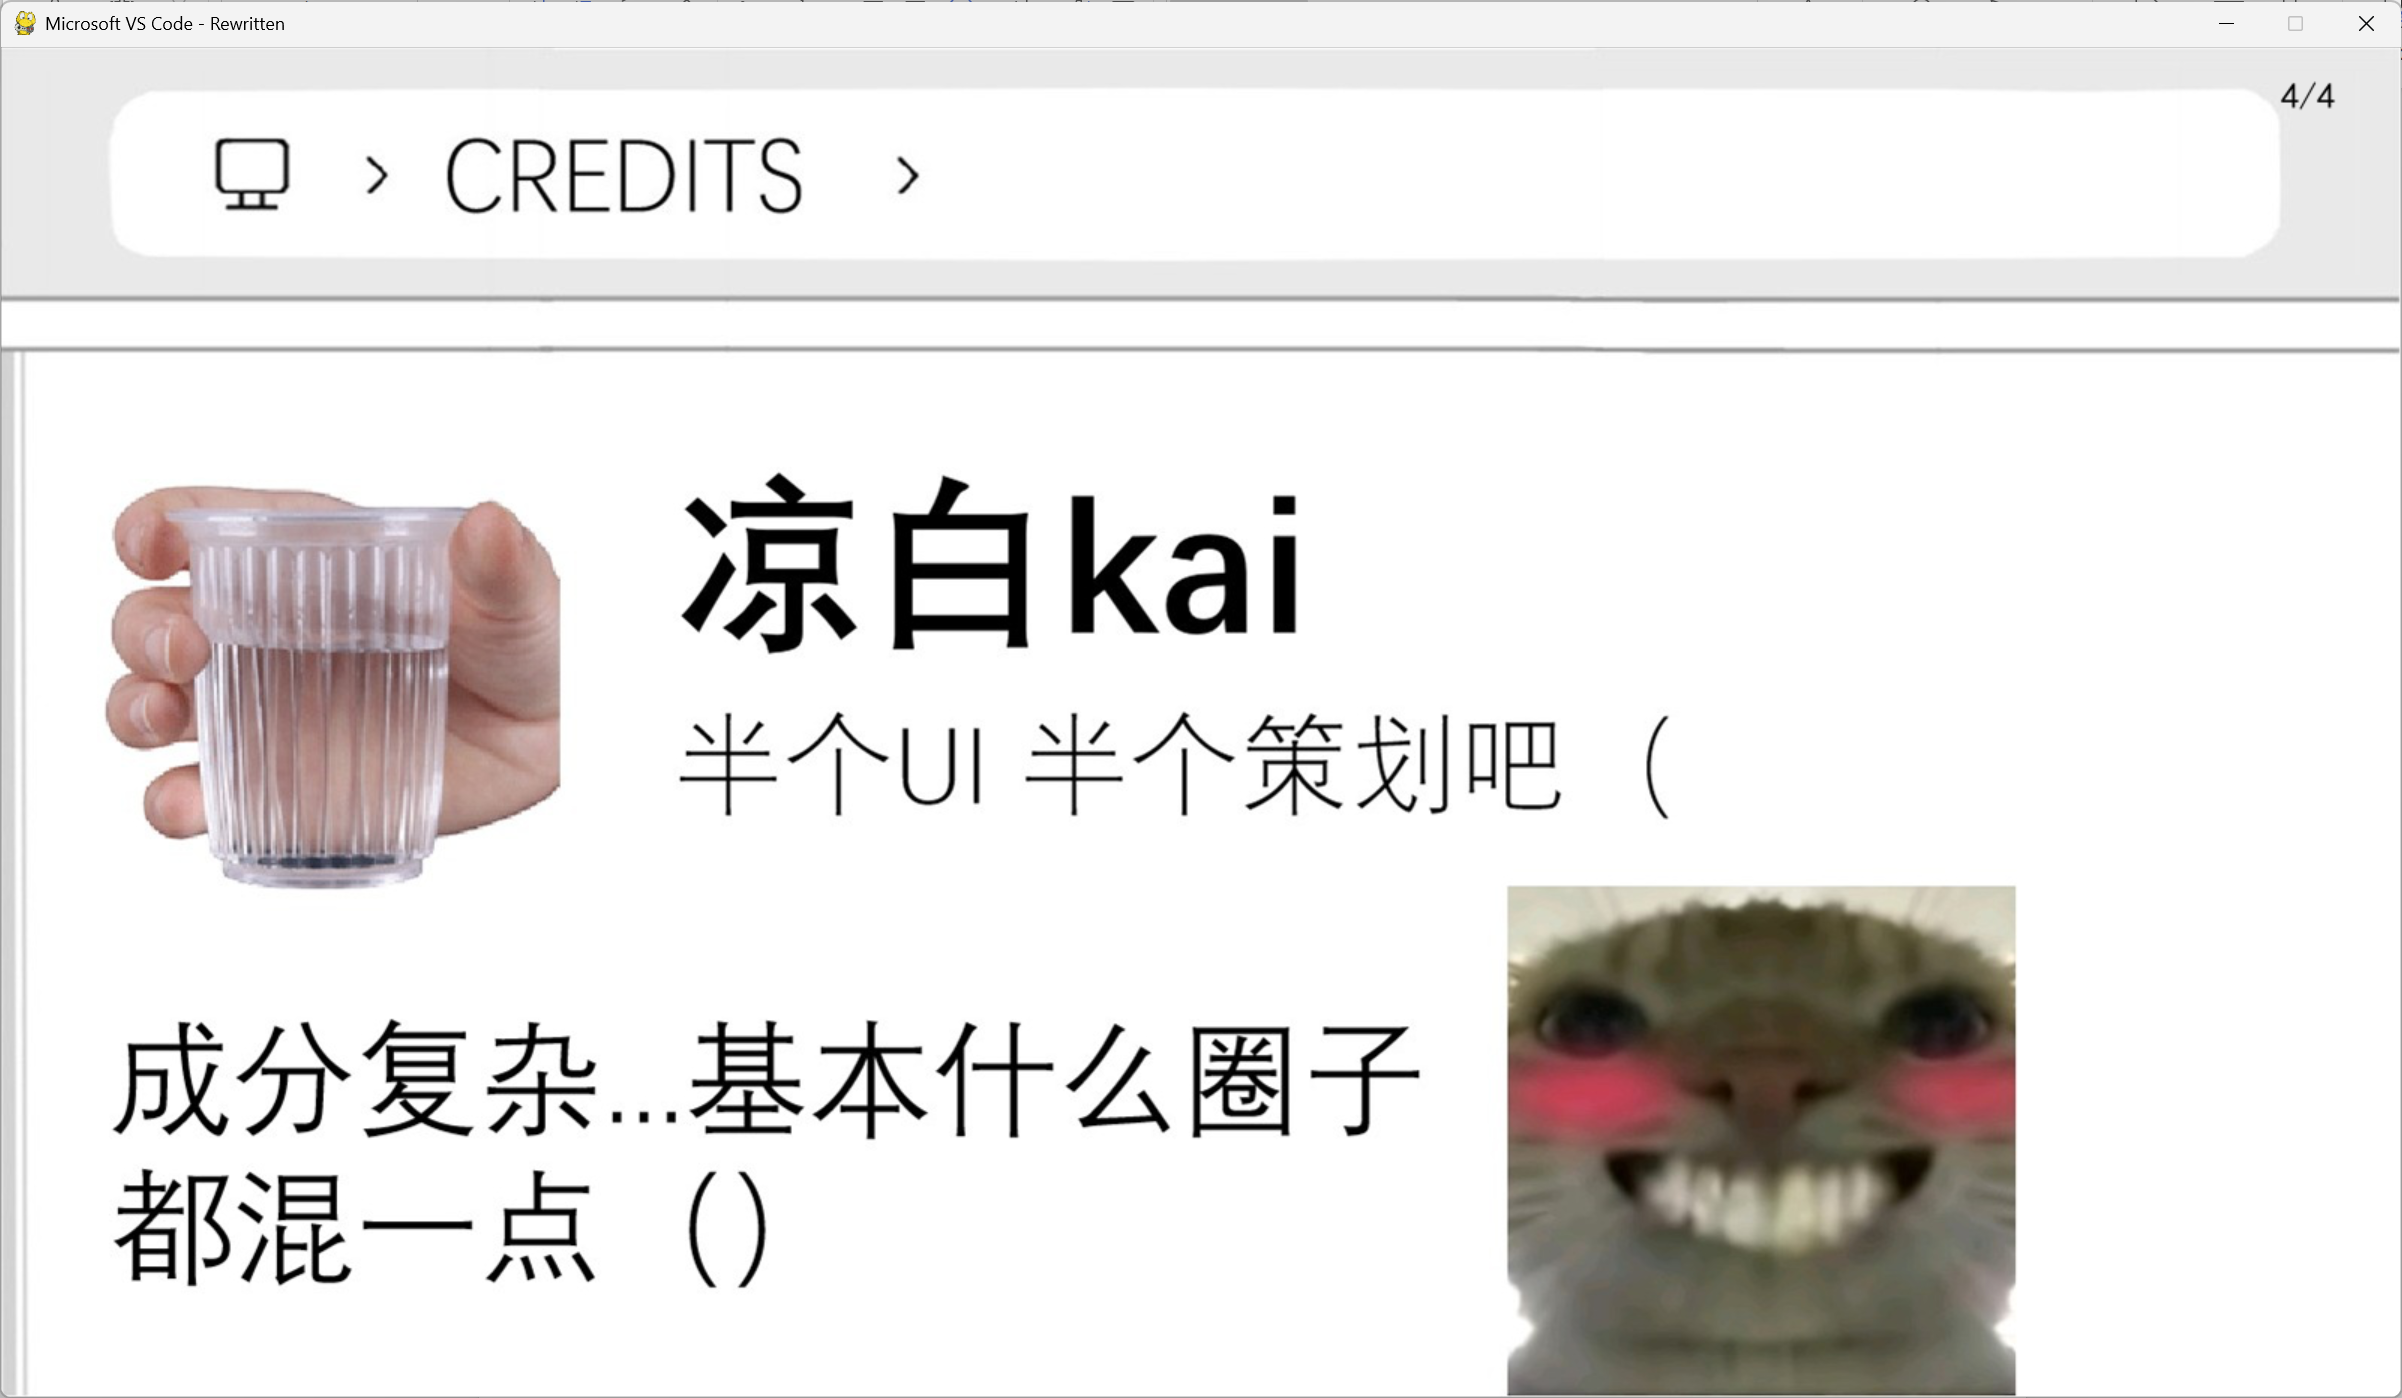 Microsoft VS Code - Rewritten
4/4
> CREDITS >
凉白kai
半个UI 半个策划吧（
成分复杂...基本什么圈子
都混一点（）